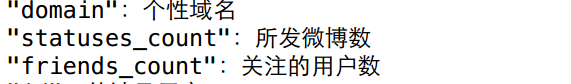 "domain": 个性域名
"statuses_count": 所发微博数
"friends_count": 关注的用户数